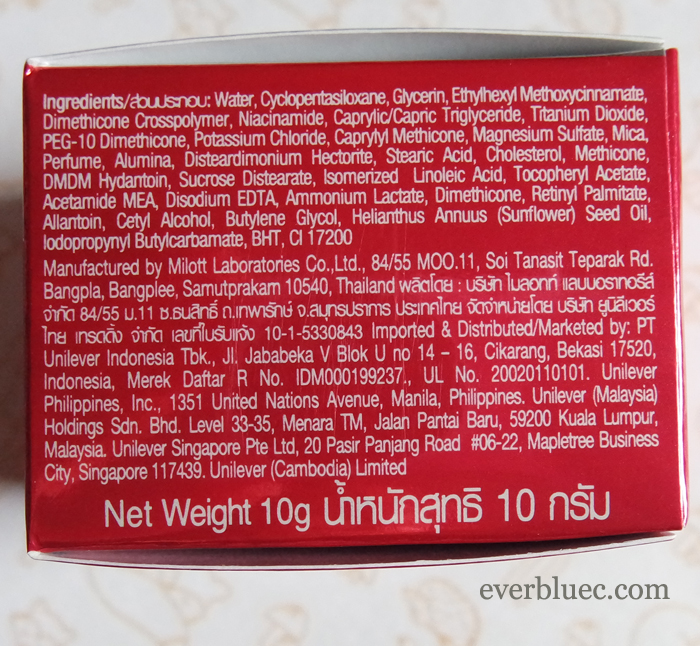 Ingredients/ส่วนประกอบ: Water, Cyclopentasiloxane, Glycerin, Ethylhexyl Methoxycinnamate,
Dimethicone Crosspolymer, Niacinamide, Caprylic/Capric Triglyceride, Titanium Dioxide,
PEG-10 Dimethicone, Potassium Chloride, Caprylyl Methicone, Magnesium Sulfate, Mica,
Perfume, Alumina, Disteardimonium Hectorite, Stearic Acid, Cholesterol, Methicone,
DMDM Hydantoin, Sucrose Distearate, Isomerized Linoleic Acid, Tocopheryl Acetate,
Acetamide MEA, Disodium EDTA, Ammonium Lactate, Dimethicone, Retinyl Palmitate,
Allantoin, Cetyl Alcohol, Butylene Glycol, Helianthus Annuus (Sunflower) Seed Oil,
Iodopropynyl Butylcarbamate, BHT, CI 17200
Manufactured by Milott Laboratories Co.,Ltd., 84/55 MOO.11, Soi Tanasit Teparak Rd.
Bangpla, Bangplee, Samutprakarn 10540, Thailand ผลิตโดย : บริษัท ไมลอทท์ แลบบอราทอรีส์
จำกัด 84/55 ม.11 ซ.ธนสิทธิ์ ถ.เทพารักษ์ จ.สมุทรปราการ ประเทศไทย จัดจำหน่ายโดย บริษัท ยูนิลีเวอร์
ไทย เทรดดิ้ง จำกัด เลขที่ใบรับแจ้ง 10-1-5330843 Imported & Distributed/Marketed by: PT
Unilever Indonesia Tbk., Jl. Jababeka V Blok U no 14 - 16, Cikarang, Bekasi 17520,
Indonesia, Merek Daftar R No. IDM000199237., UL No. 20020110101. Unilever
Philippines, Inc., 1351 United Nations Avenue, Manila, Philippines. Unilever (Malaysia)
Holdings Sdn. Bhd. Level 33-35, Menara TM, Jalan Pantai Baru, 59200 Kuala Lumpur,
Malaysia. Unilever Singapore Pte Ltd, 20 Pasir Panjang Road #06-22, Mapletree Business
City, Singapore 117439. Unilever (Cambodia) Limited
Net Weight 10g น้ำหนักสุทธิ 10 กรัม
everbluec.com